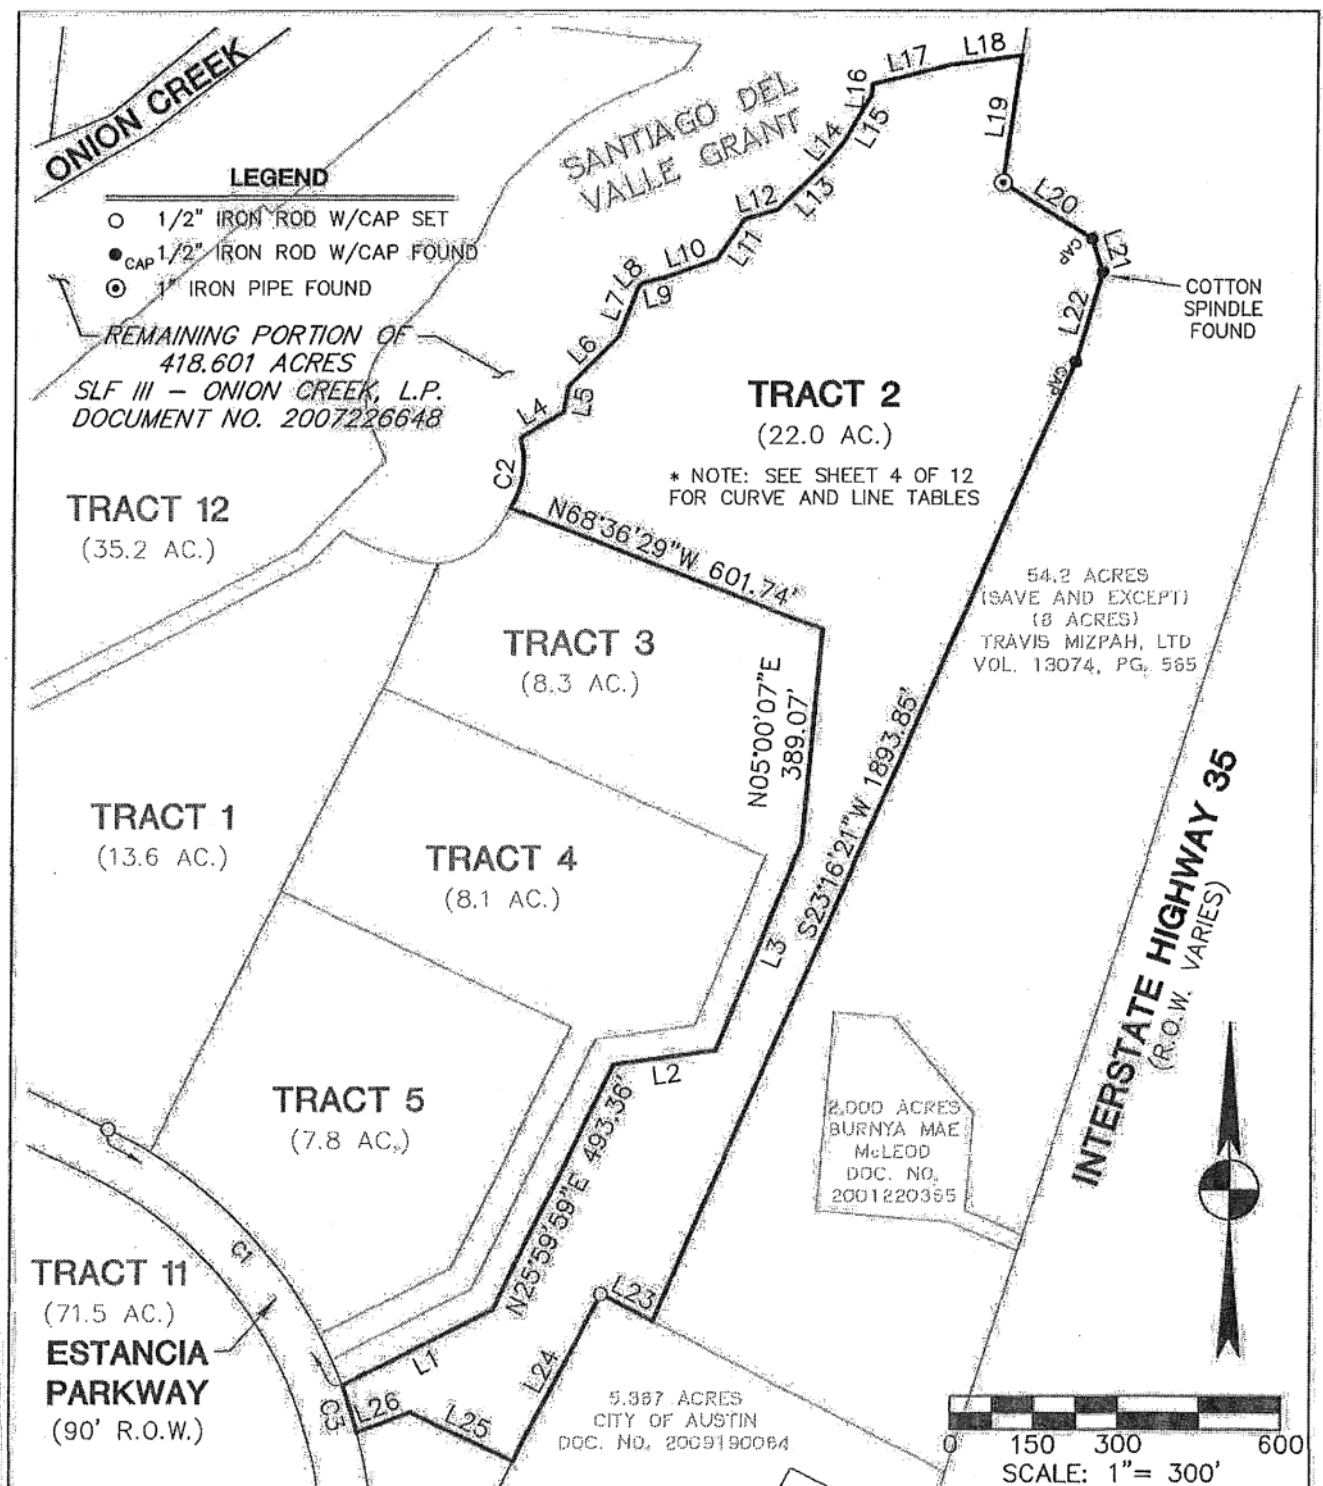 ONION CREEK
LEGEND
1/2" IRON ROD W/CAP SET
CAP 1/2" IRON ROD W/CAP FOUND
1" IRON PIPE FOUND
REMAINING PORTION OF
418.601 ACRES
SLF III – ONION CREEK, L.P.
DOCUMENT NO. 2007226648
SANTIAGO DEL
VALLE GRANT
L16
L17
L18
L19
L14
L15
L12
L13
L10
L11
L8
L7
L9
L6
L5
L4
C2
L20
CAP
L21
L22
CAP
COTTON
SPINDLE
FOUND
TRACT 2
(22.0 AC.)
* NOTE: SEE SHEET 4 OF 12
FOR CURVE AND LINE TABLES
N68°36'29"W 601.74'
TRACT 12
(35.2 AC.)
54.2 ACRES
(SAVE AND EXCEPT)
(8 ACRES)
TRAVIS MIZPAH, LTD
VOL. 13074, PG. 565
TRACT 3
(8.3 AC.)
N05°00'07"E
389.07'
S23°16'21"W 1893.85'
TRACT 1
(13.6 AC.)
TRACT 4
(8.1 AC.)
L3
INTERSTATE HIGHWAY 35
(R.O.W. VARIES)
L2
TRACT 5
(7.8 AC.)
N25°59'59"E 493.36'
2.000 ACRES
BURNYA MAE
McLEOD
DOC. NO.
2001220365
C1
TRACT 11
(71.5 AC.)
ESTANCIA
PARKWAY
(90' R.O.W.)
L23
L1
L24
C3
L26
L25
5.367 ACRES
CITY OF AUSTIN
DOC. NO. 2009190064
0 150 300 600
SCALE: 1"= 300'